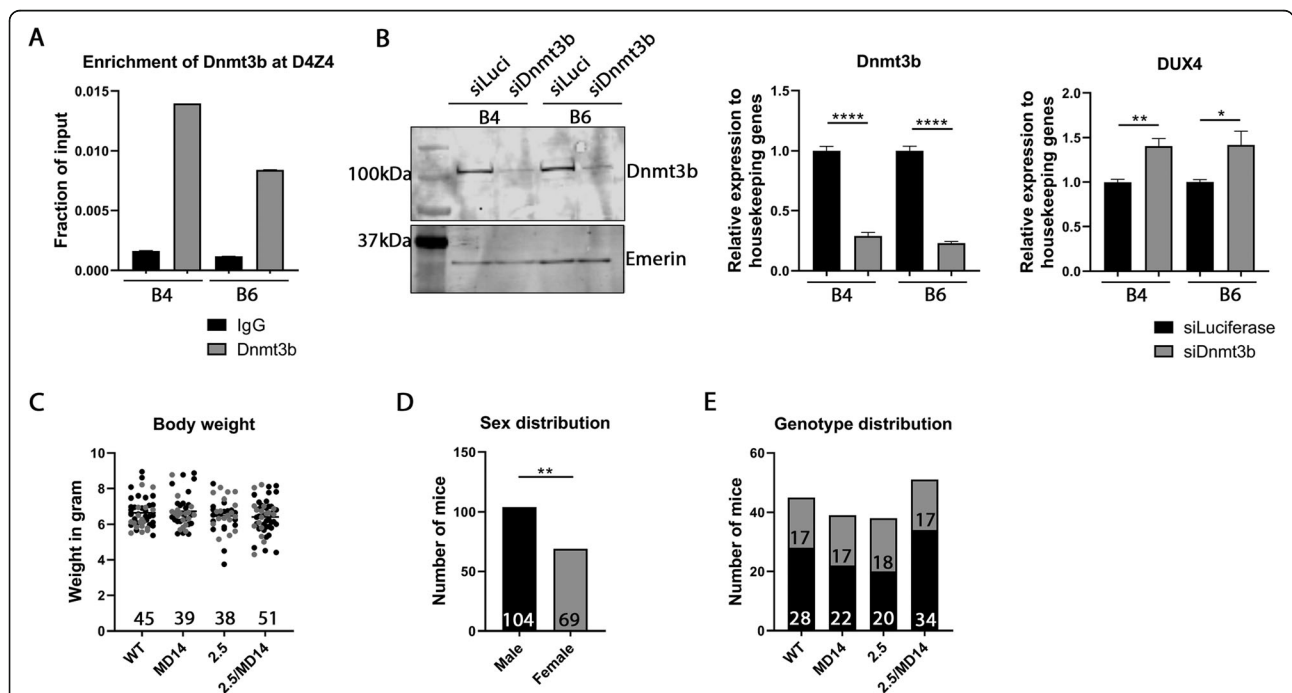 A
Enrichment of Dnmt3b at D4Z4
Fraction of input
0.015
0.010
0.005
0.000
B4
B6
IgG
Dnmt3b
B
siLuci
siDnmt3b
siLuci
siDnmt3b
B4
B6
100kDa
Dnmt3b
37kDa
Emerin
Dnmt3b
Relative expression to
housekeeping genes
1.5
1.0
0.5
0.0
****
****
B4
B6
DUX4
Relative expression to
housekeeping genes
2.0
1.5
1.0
0.5
0.0
**
*
B4
B6
siLuciferase
siDnmt3b
C
Body weight
Weight in gram
10
8
6
4
2
0
45
39
38
51
WT
MD14
2.5
2.5/MD14
D
Sex distribution
Number of mice
150
100
50
0
**
104
69
Male
Female
E
Genotype distribution
Number of mice
60
40
20
0
17
17
18
17
28
22
20
34
WT
MD14
2.5
2.5/MD14